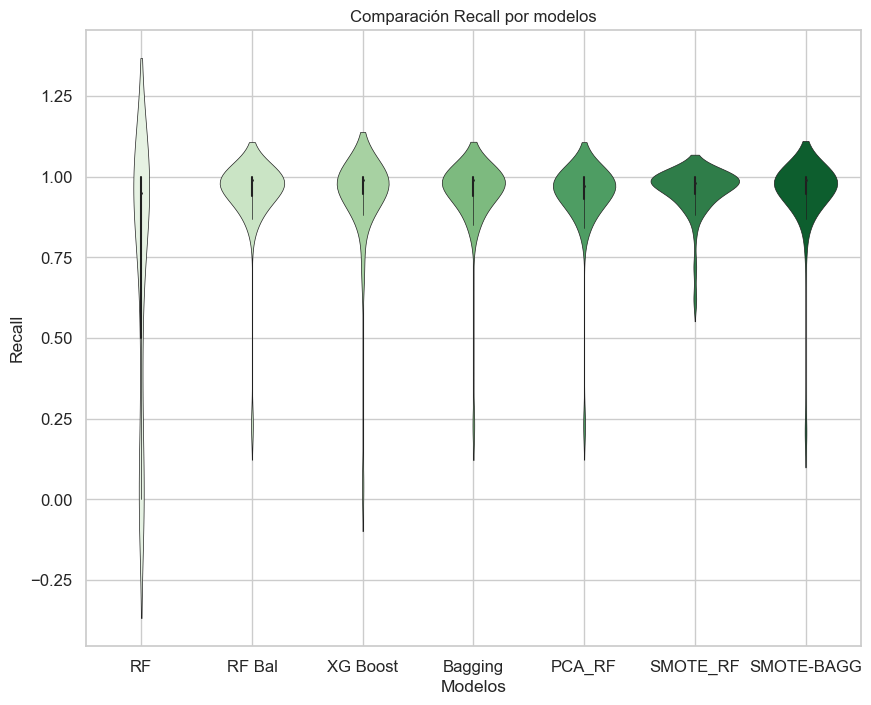 Comparación Recall por modelos
1.25
1.00
0.75
0.50
0.25
0.00
−0.25
Recall
RF RF Bal XG Boost Bagging PCA_RF SMOTE_RF SMOTE-BAGG
Modelos